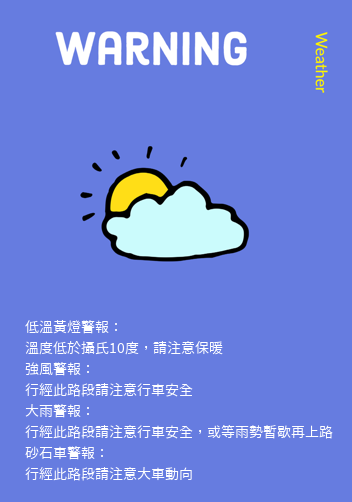 WARNING
Weather
低溫黃燈警報：
溫度低於攝氏10度，請注意保暖
強風警報：
行經此路段請注意行車安全
大雨警報：
行經此路段請注意行車安全，或等雨勢暫歇再上路
砂石車警報：
行經此路段請注意大車動向